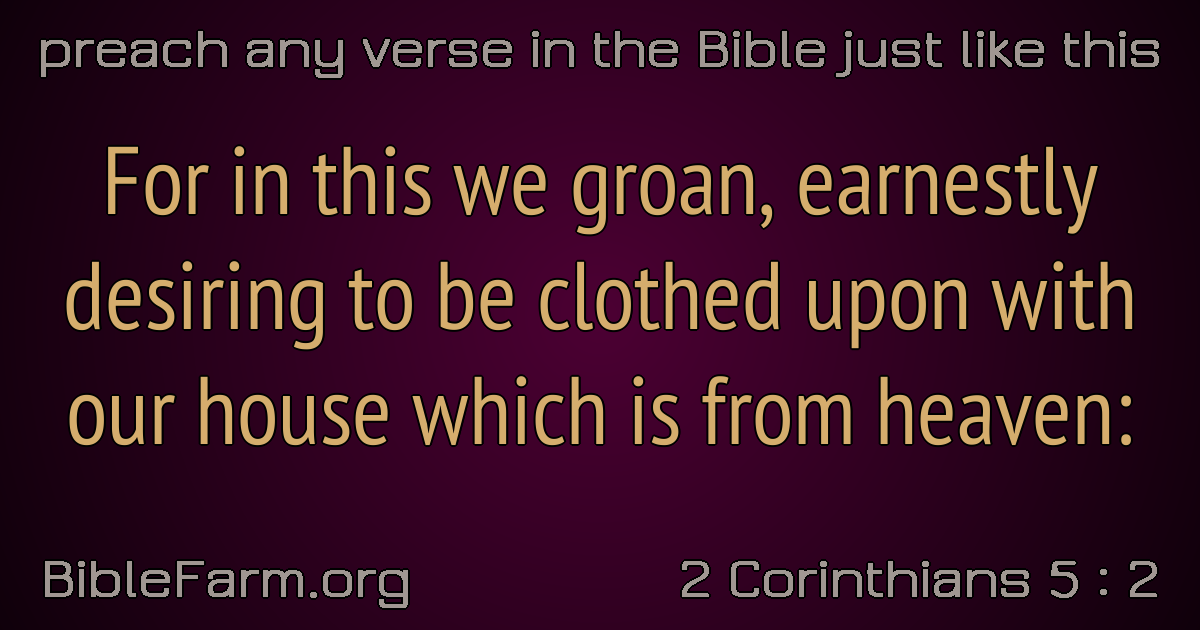 preach any verse in the Bible just like this
For in this we groan, earnestly
desiring to be clothed upon with
our house which is from heaven:
BibleFarm.org
2 Corinthians 5 : 2